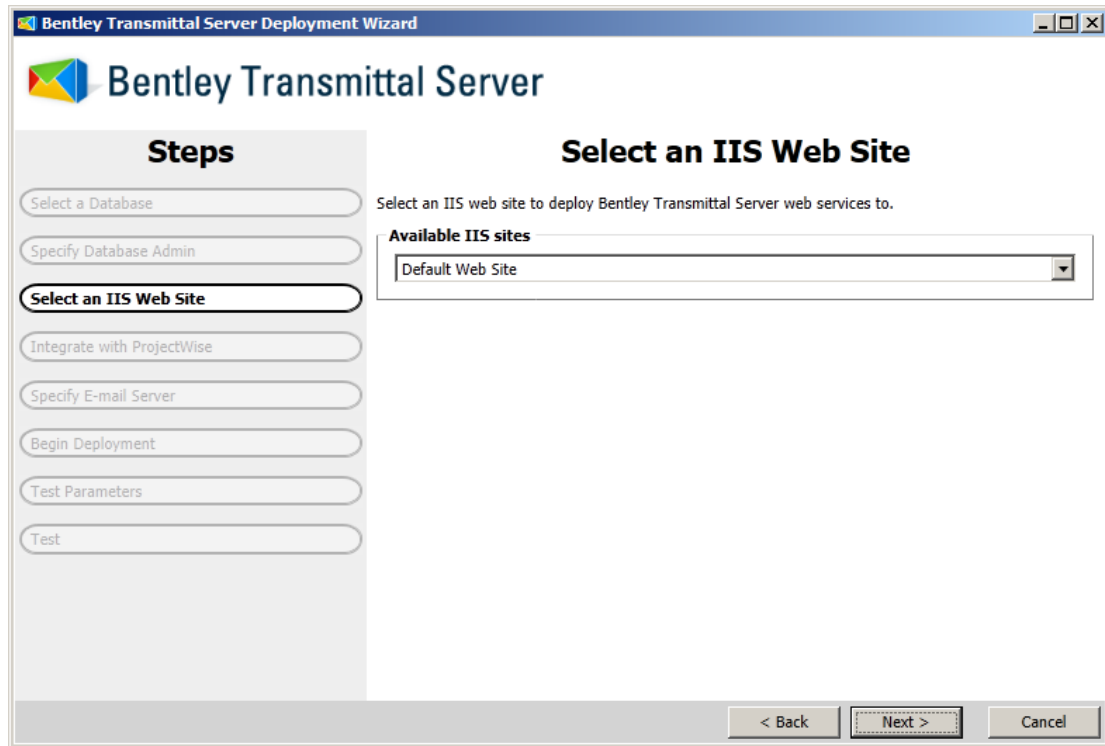 Bentley Transmittal Server Deployment Wizard
Bentley Transmittal Server
Steps
Select a Database
Specify Database Admin
Select an IIS Web Site
Integrate with ProjectWise
Specify E-mail Server
Begin Deployment
Test Parameters
Test
Select an IIS Web Site
Select an IIS web site to deploy Bentley Transmittal Server web services to.
Available IIS sites
Default Web Site
< Back
Next >
Cancel